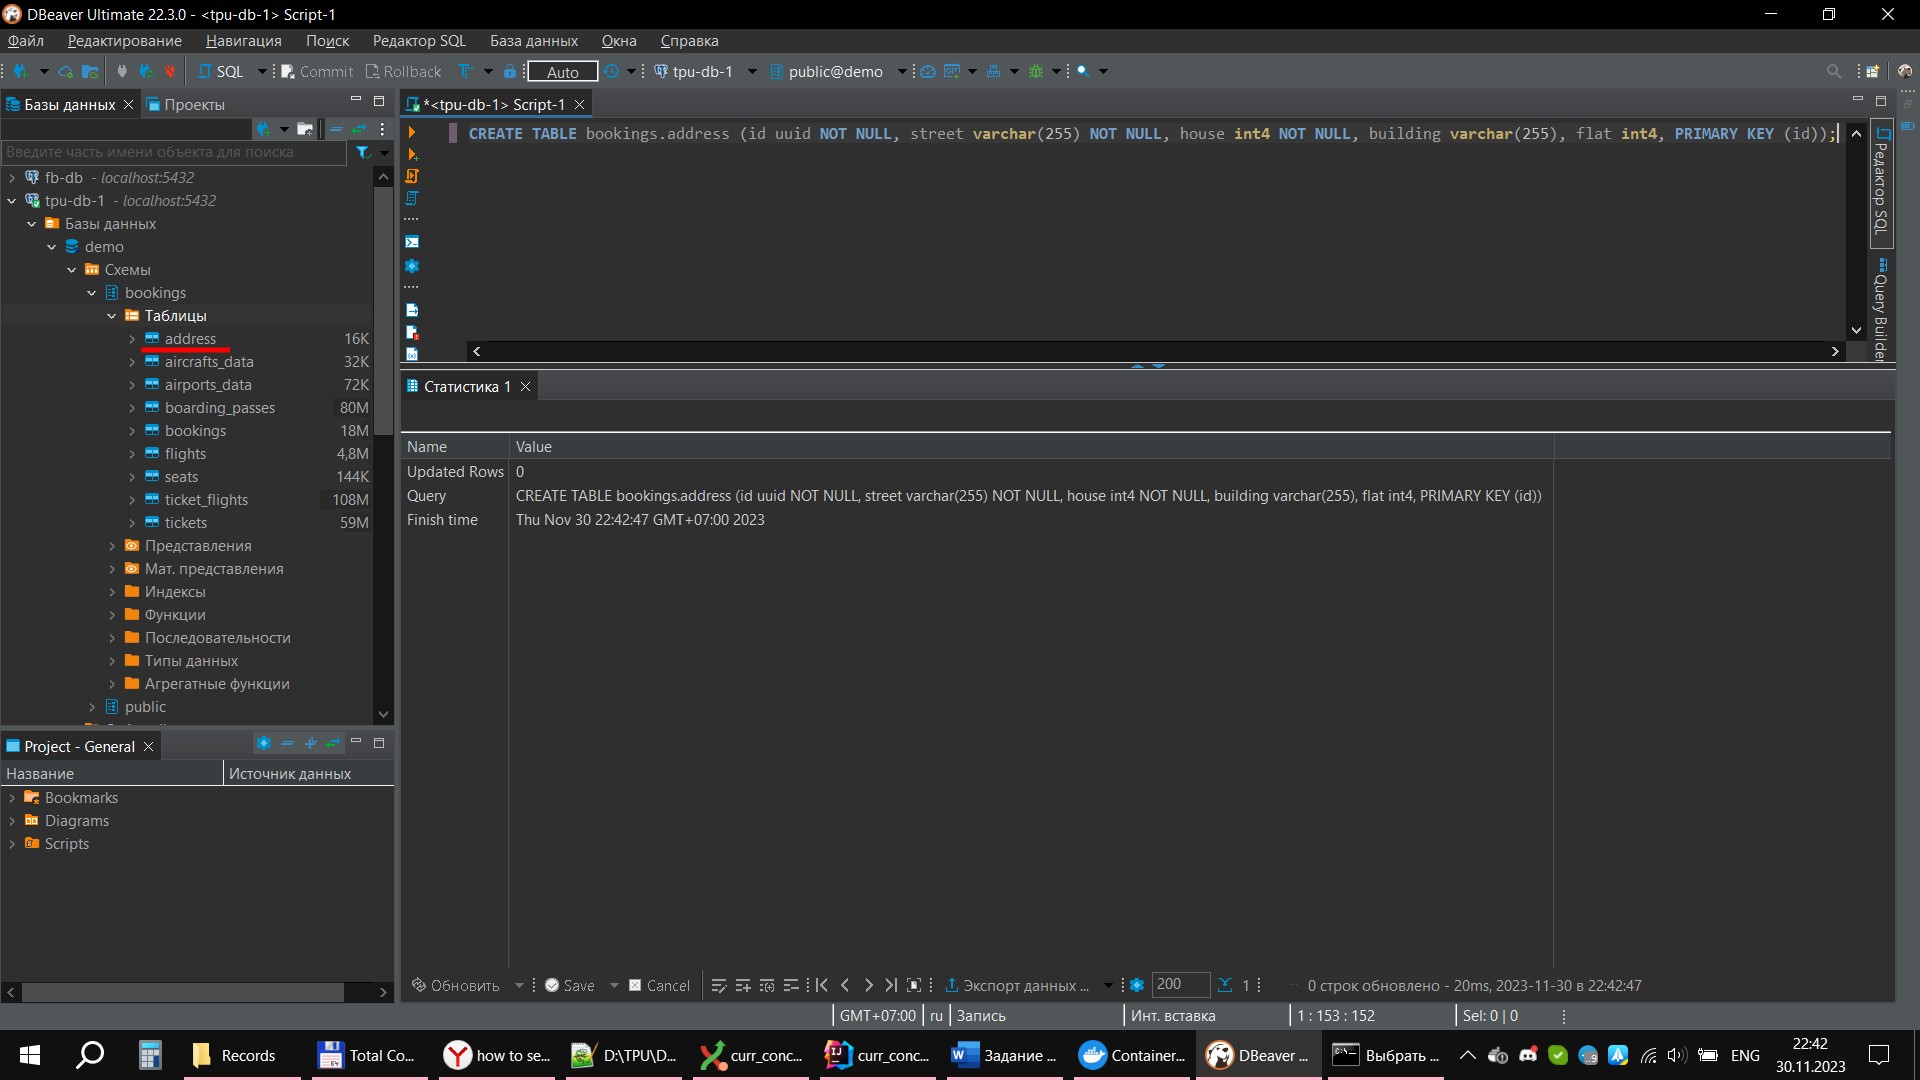 DBeaver Ultimate 22.3.0 - <tpu-db-1> Script-1
Файл Редактирование Навигация Поиск Редактор SQL База данных Окна Справка
SQL Commit Rollback Auto tpu-db-1 public@demo
Базы данных Проекты
*<tpu-db-1> Script-1
CREATE TABLE bookings.address (id uuid NOT NULL, street varchar(255) NOT NULL, house int4 NOT NULL, building varchar(255), flat int4, PRIMARY KEY (id));
Введите часть имени объекта для поиска
fb-db - localhost:5432
tpu-db-1 - localhost:5432
Базы данных
demo
Схемы
bookings
Таблицы
address 16K
aircrafts_data 32K
airports_data 72K
boarding_passes 80M
bookings 18M
flights 4,8M
seats 144K
ticket_flights 108M
tickets 59M
Представления
Мат. представления
Индексы
Функции
Последовательности
Типы данных
Агрегатные функции
public
Редактор SQL
Query Builder
Статистика 1
Name Value
Updated Rows 0
Query CREATE TABLE bookings.address (id uuid NOT NULL, street varchar(255) NOT NULL, house int4 NOT NULL, building varchar(255), flat int4, PRIMARY KEY (id))
Finish time Thu Nov 30 22:42:47 GMT+07:00 2023
Project - General
Название Источник данных
Bookmarks
Diagrams
Scripts
Обновить Save Cancel Экспорт данных ... 200 1 0 строк обновлено - 20ms, 2023-11-30 в 22:42:47
GMT+07:00 ru Запись Инт. вставка 1 : 153 : 152 Sel: 0 | 0
Records Total Co... how to se... D:\TPU\D... curr_conc... curr_conc... Задание ... Container... DBeaver ... Выбрать ... ENG 22:42
30.11.2023